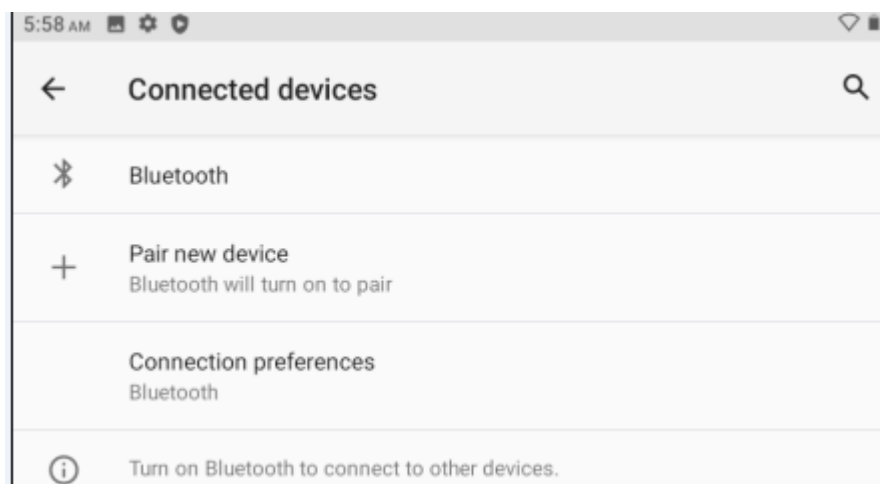 5:58 AM
Connected devices
Bluetooth
Pair new device
Bluetooth will turn on to pair
Connection preferences
Bluetooth
Turn on Bluetooth to connect to other devices.